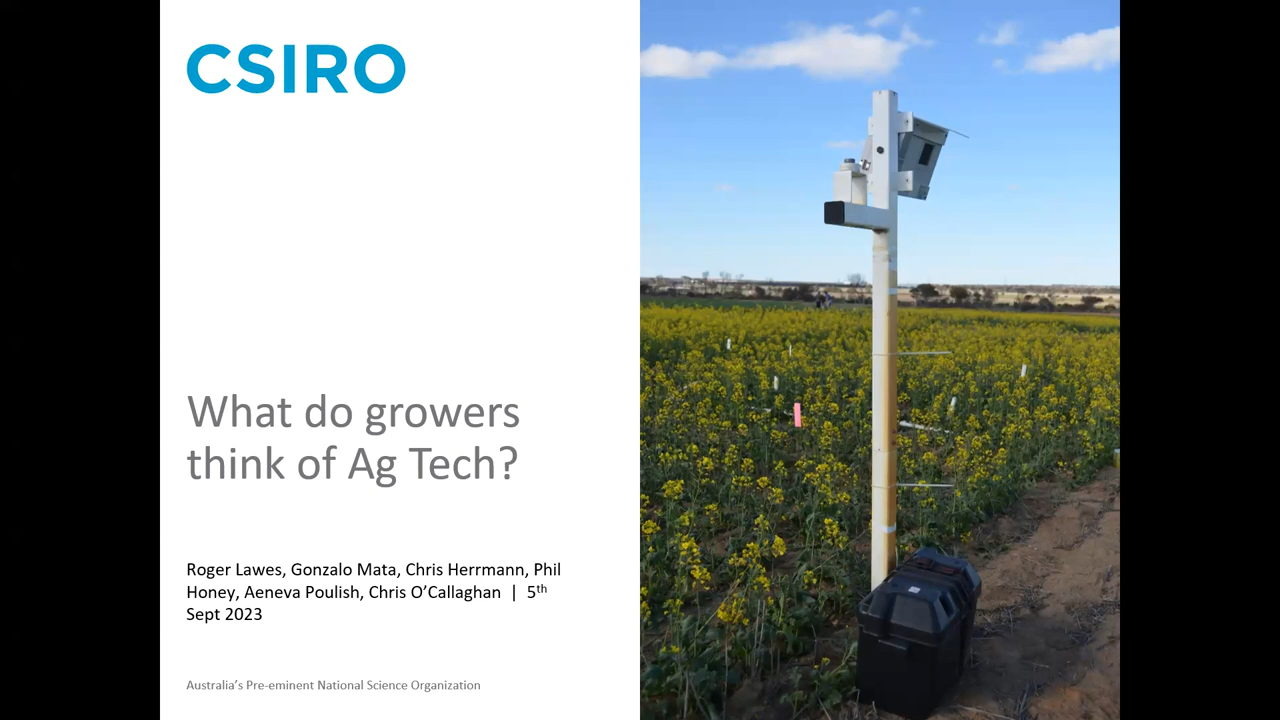 CSIRO
What do growers
think of Ag Tech?
Roger Lawes, Gonzalo Mata, Chris Herrmann, Phil
Honey, Aeneva Poulish, Chris O’Callaghan | 5th
Sept 2023
Australia’s Pre-eminent National Science Organization